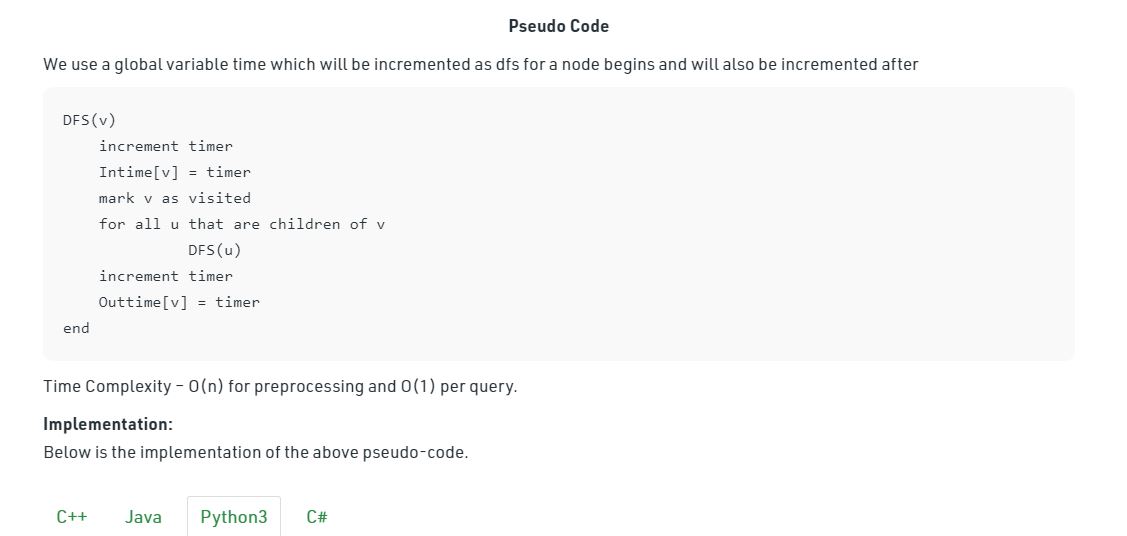 Pseudo Code
We use a global variable time which will be incremented as dfs for a node begins and will also be incremented after
DFS(v)
    increment timer
    Intime[v] = timer
    mark v as visited
    for all u that are children of v
              DFS(u)
    increment timer
    Outtime[v] = timer
end
Time Complexity – O(n) for preprocessing and O(1) per query.
Implementation:
Below is the implementation of the above pseudo-code.
C++ Java Python3 C#